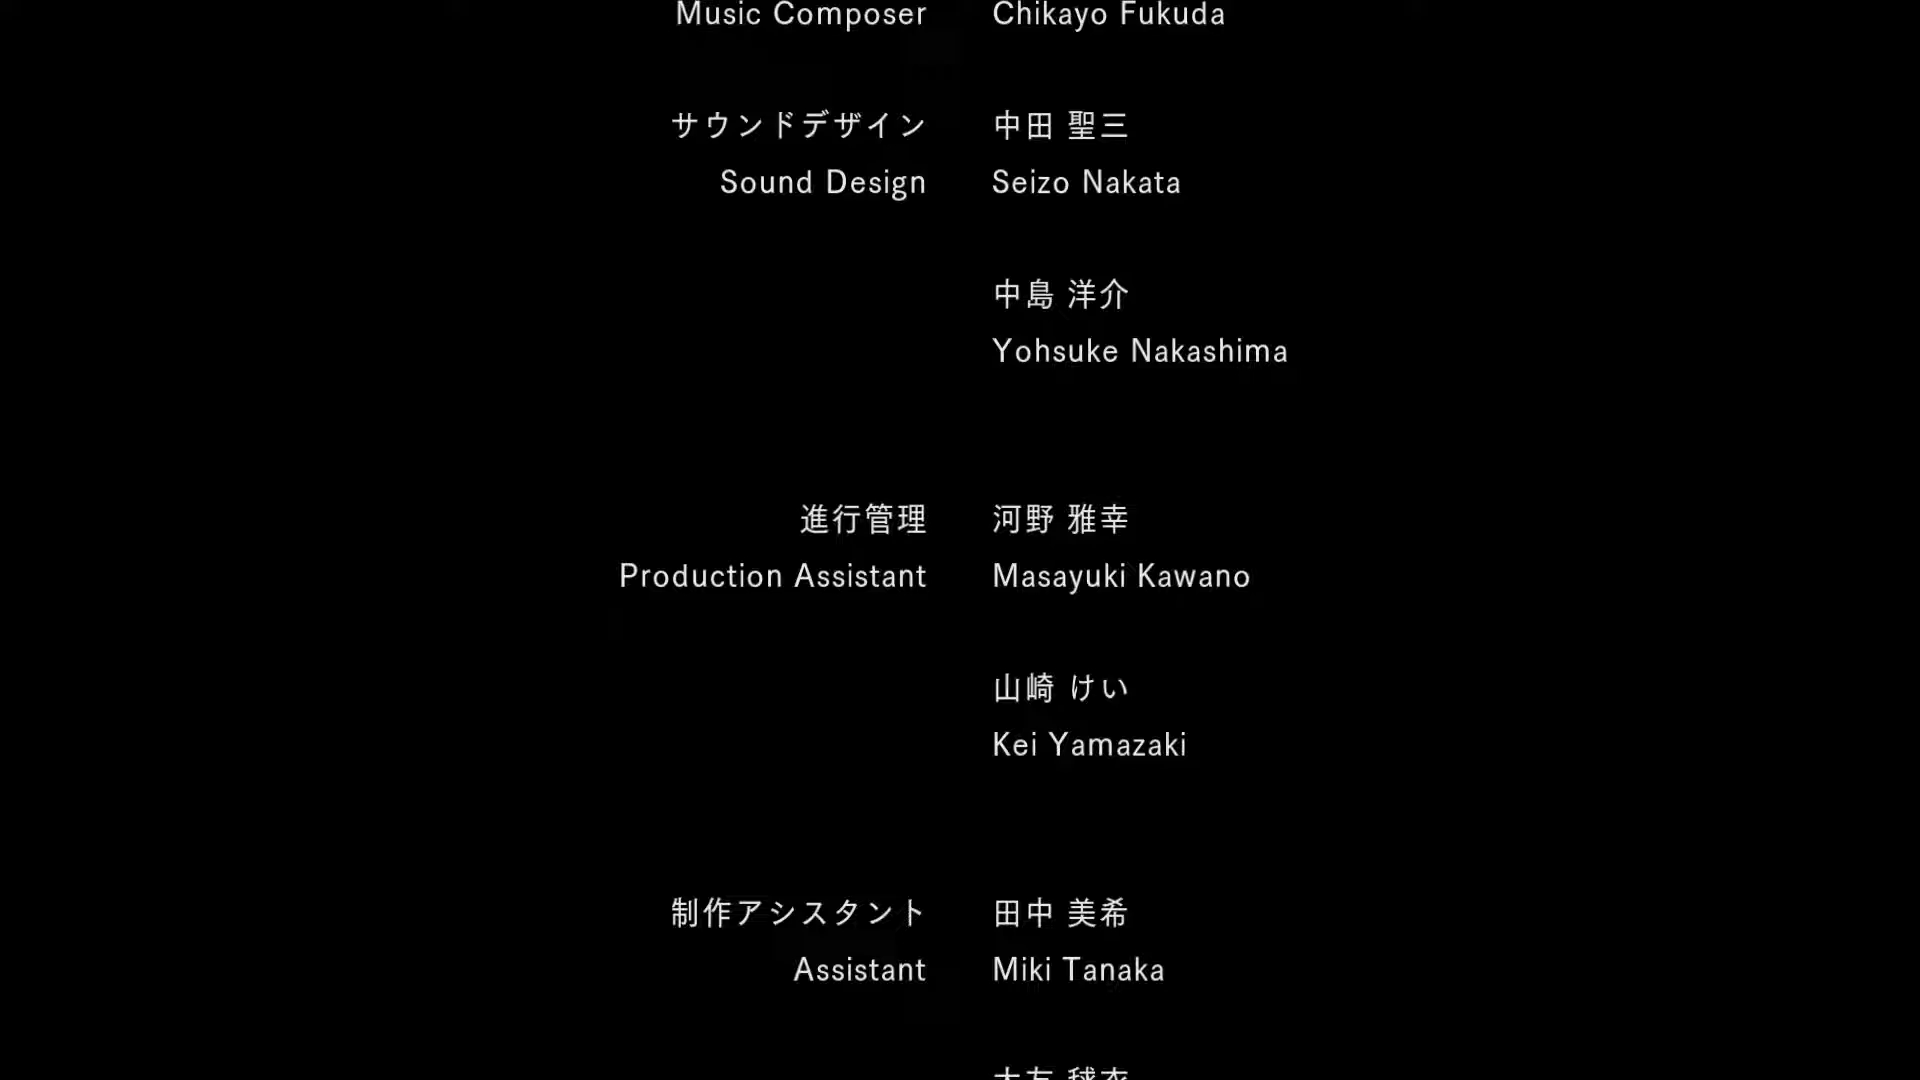 Music Composer Chikayo Fukuda
サウンドデザイン 中田 聖三
Sound Design Seizo Nakata
中島 洋介
Yohsuke Nakashima
進行管理 河野 雅幸
Production Assistant Masayuki Kawano
山崎 けい
Kei Yamazaki
制作アシスタント 田中 美希
Assistant Miki Tanaka